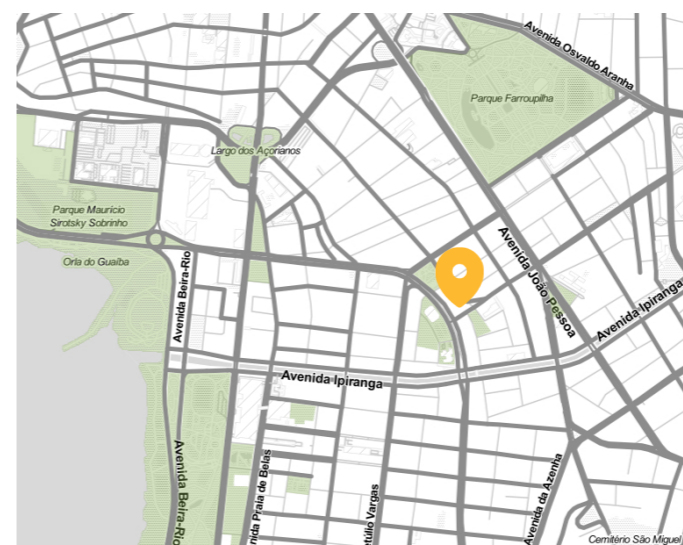 Avenida Osvaldo Aranha
Parque Farroupilha
Largo dos Açorianos
Parque Maurício
Sirotsky Sobrinho
Orla do Guaíba
Avenida Beira-Rio
Avenida João Pessoa
Avenida Ipiranga
Avenida Ipiranga
Avenida Beira-Rio
nida Praia de Belas
etúlio Vargas
Avenida da Azenha
Cemitério São Miguel